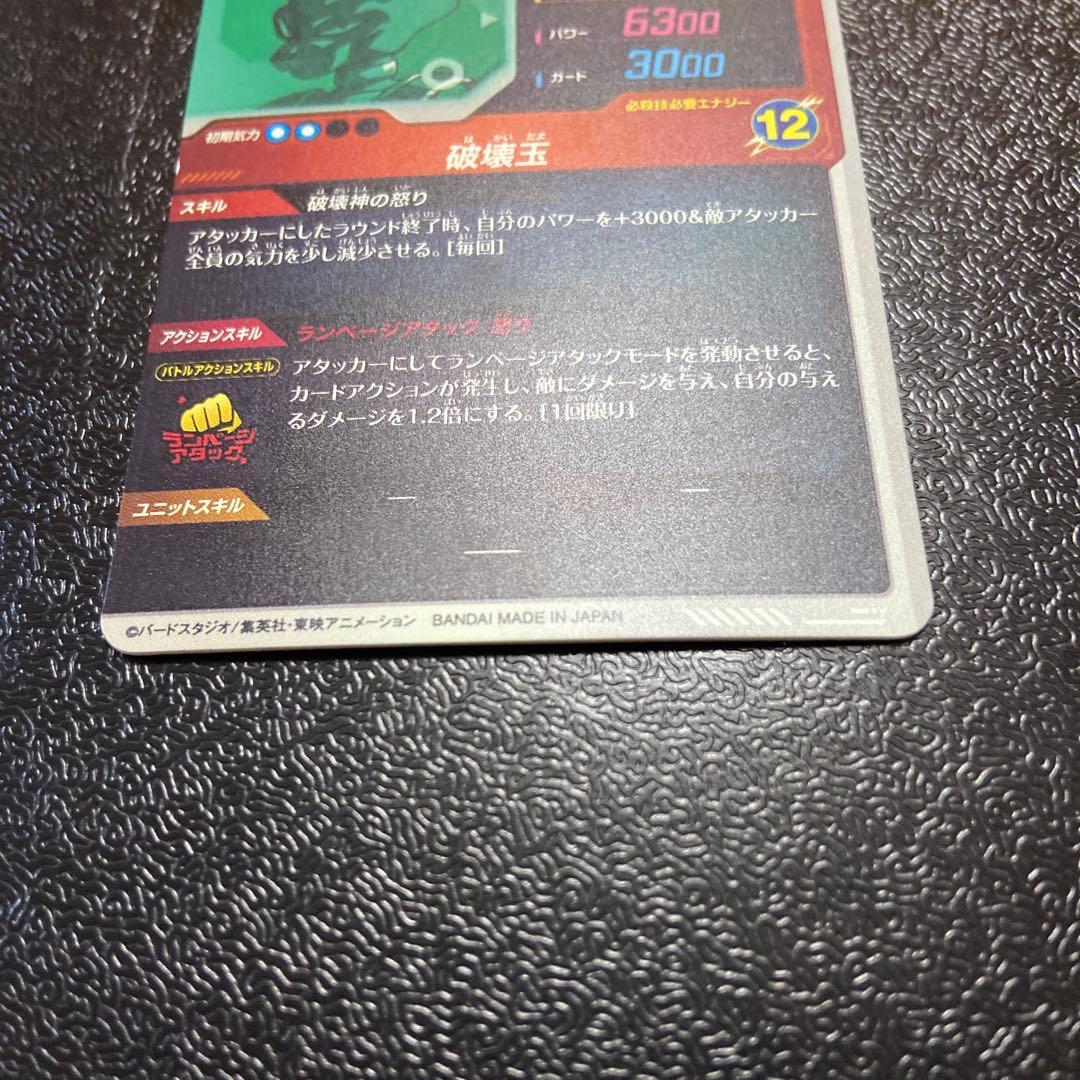 パワー 6300
ガード 3000
必殺技必要エナジー 12
初期気力
破壊玉
スキル 破壊神の怒り
アタッカーにしたラウンド終了時、自分のパワーを+3000&敵アタッカー
全員の気力を少し減少させる。[毎回]
アクションスキル ランページアタック:怒り
バトルアクションスキル
アタッカーにしてランページアタックモードを発動させると、
カードアクションが発生し、敵にダメージを与え、自分の与え
るダメージを1.2倍にする。[1回限り]
ランページ
アタック
ユニットスキル
©バードスタジオ/集英社・東映アニメーション BANDAI MADE IN JAPAN